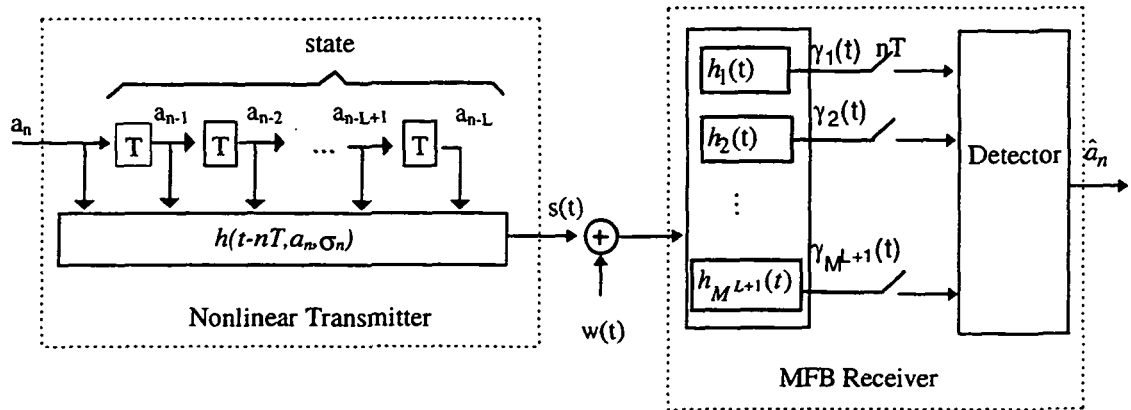 state
a_n
T
a_{n-1}
T
a_{n-2}
...
a_{n-L+1}
T
a_{n-L}
h(t-nT,a_n,σ_n)
Nonlinear Transmitter
s(t)
+
w(t)
h_1(t)
γ_1(t)
nT
h_2(t)
γ_2(t)
⋮
h_{M^{L+1}}(t)
γ_{M^{L+1}}(t)
Detector
â_n
MFB Receiver